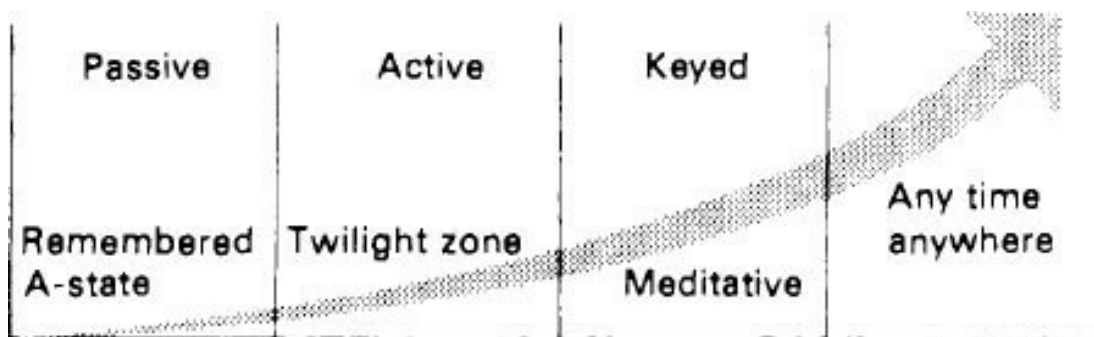 Passive
Active
Keyed
Remembered
A-state
Twilight zone
Meditative
Any time
anywhere